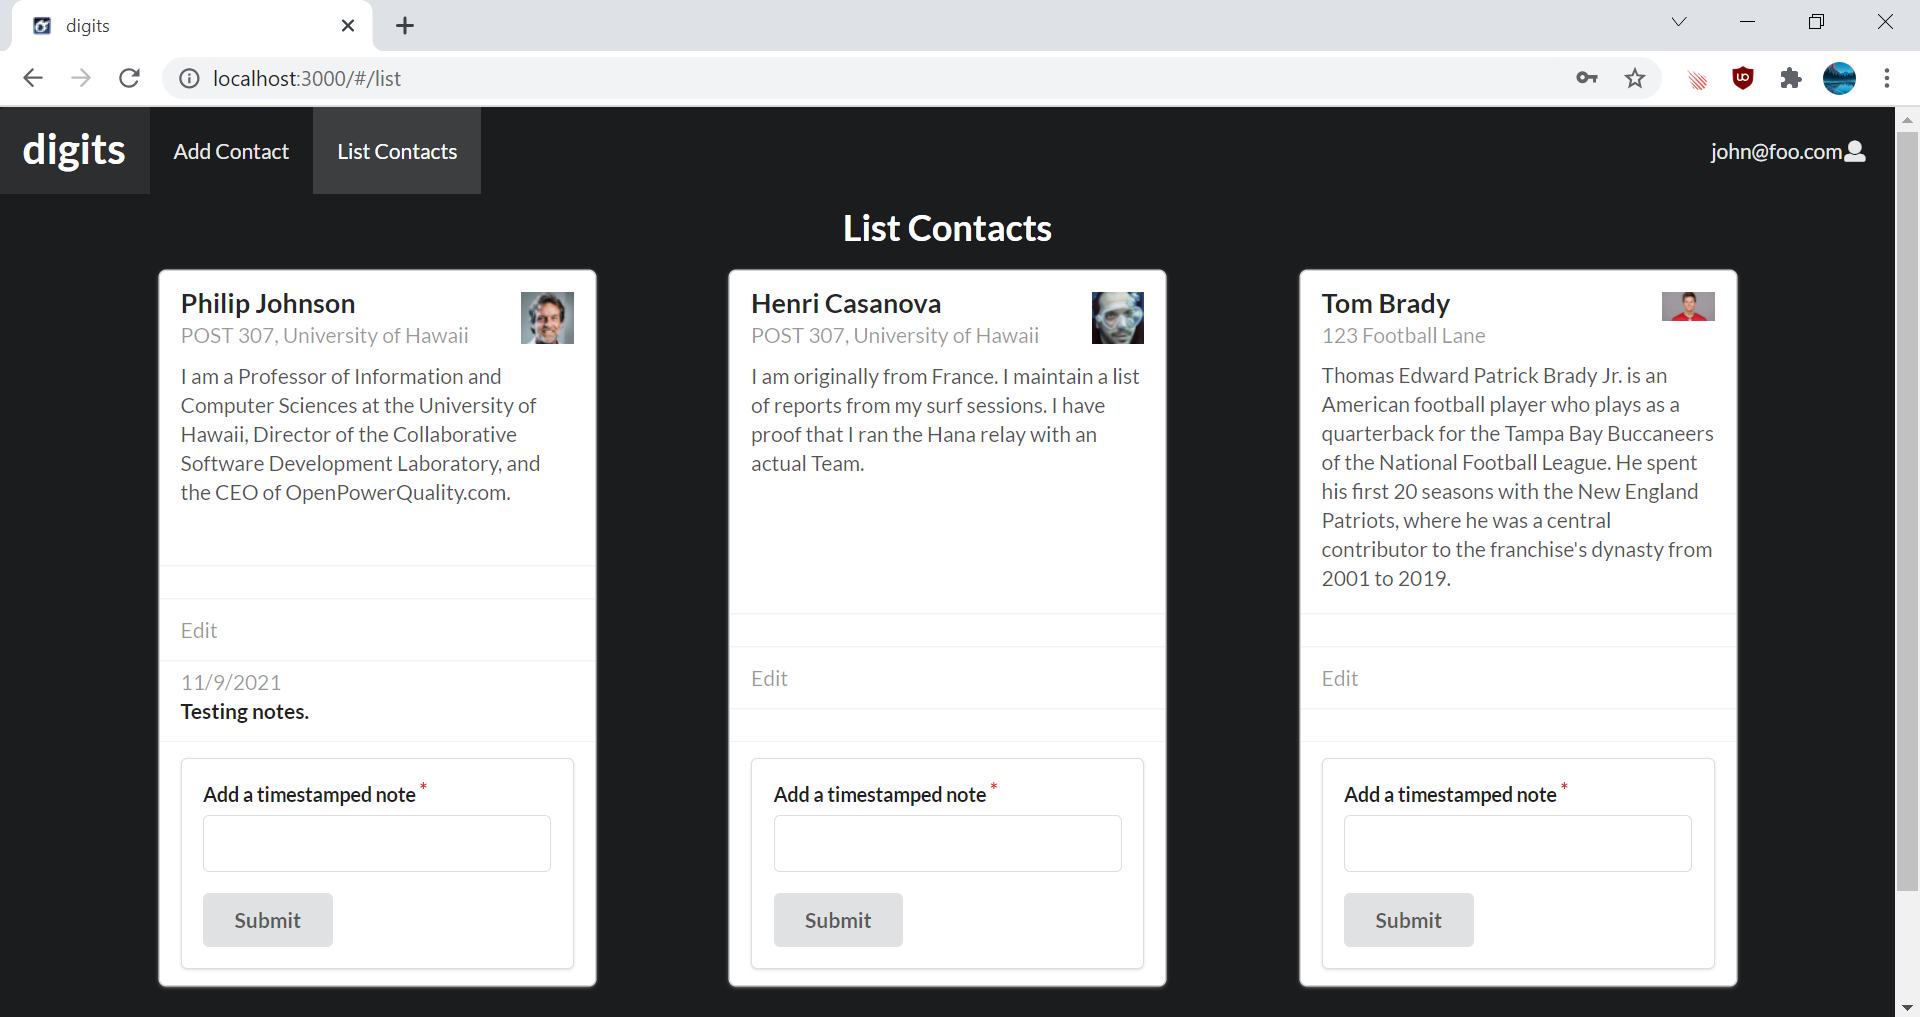 digits
localhost:3000/#/list
digits
Add Contact
List Contacts
john@foo.com
List Contacts
Philip Johnson
POST 307, University of Hawaii
I am a Professor of Information and
Computer Sciences at the University of
Hawaii, Director of the Collaborative
Software Development Laboratory, and
the CEO of OpenPowerQuality.com.
Edit
11/9/2021
Testing notes.
Add a timestamped note *
Submit
Henri Casanova
POST 307, University of Hawaii
I am originally from France. I maintain a list
of reports from my surf sessions. I have
proof that I ran the Hana relay with an
actual Team.
Edit
Add a timestamped note *
Submit
Tom Brady
123 Football Lane
Thomas Edward Patrick Brady Jr. is an
American football player who plays as a
quarterback for the Tampa Bay Buccaneers
of the National Football League. He spent
his first 20 seasons with the New England
Patriots, where he was a central
contributor to the franchise's dynasty from
2001 to 2019.
Edit
Add a timestamped note *
Submit